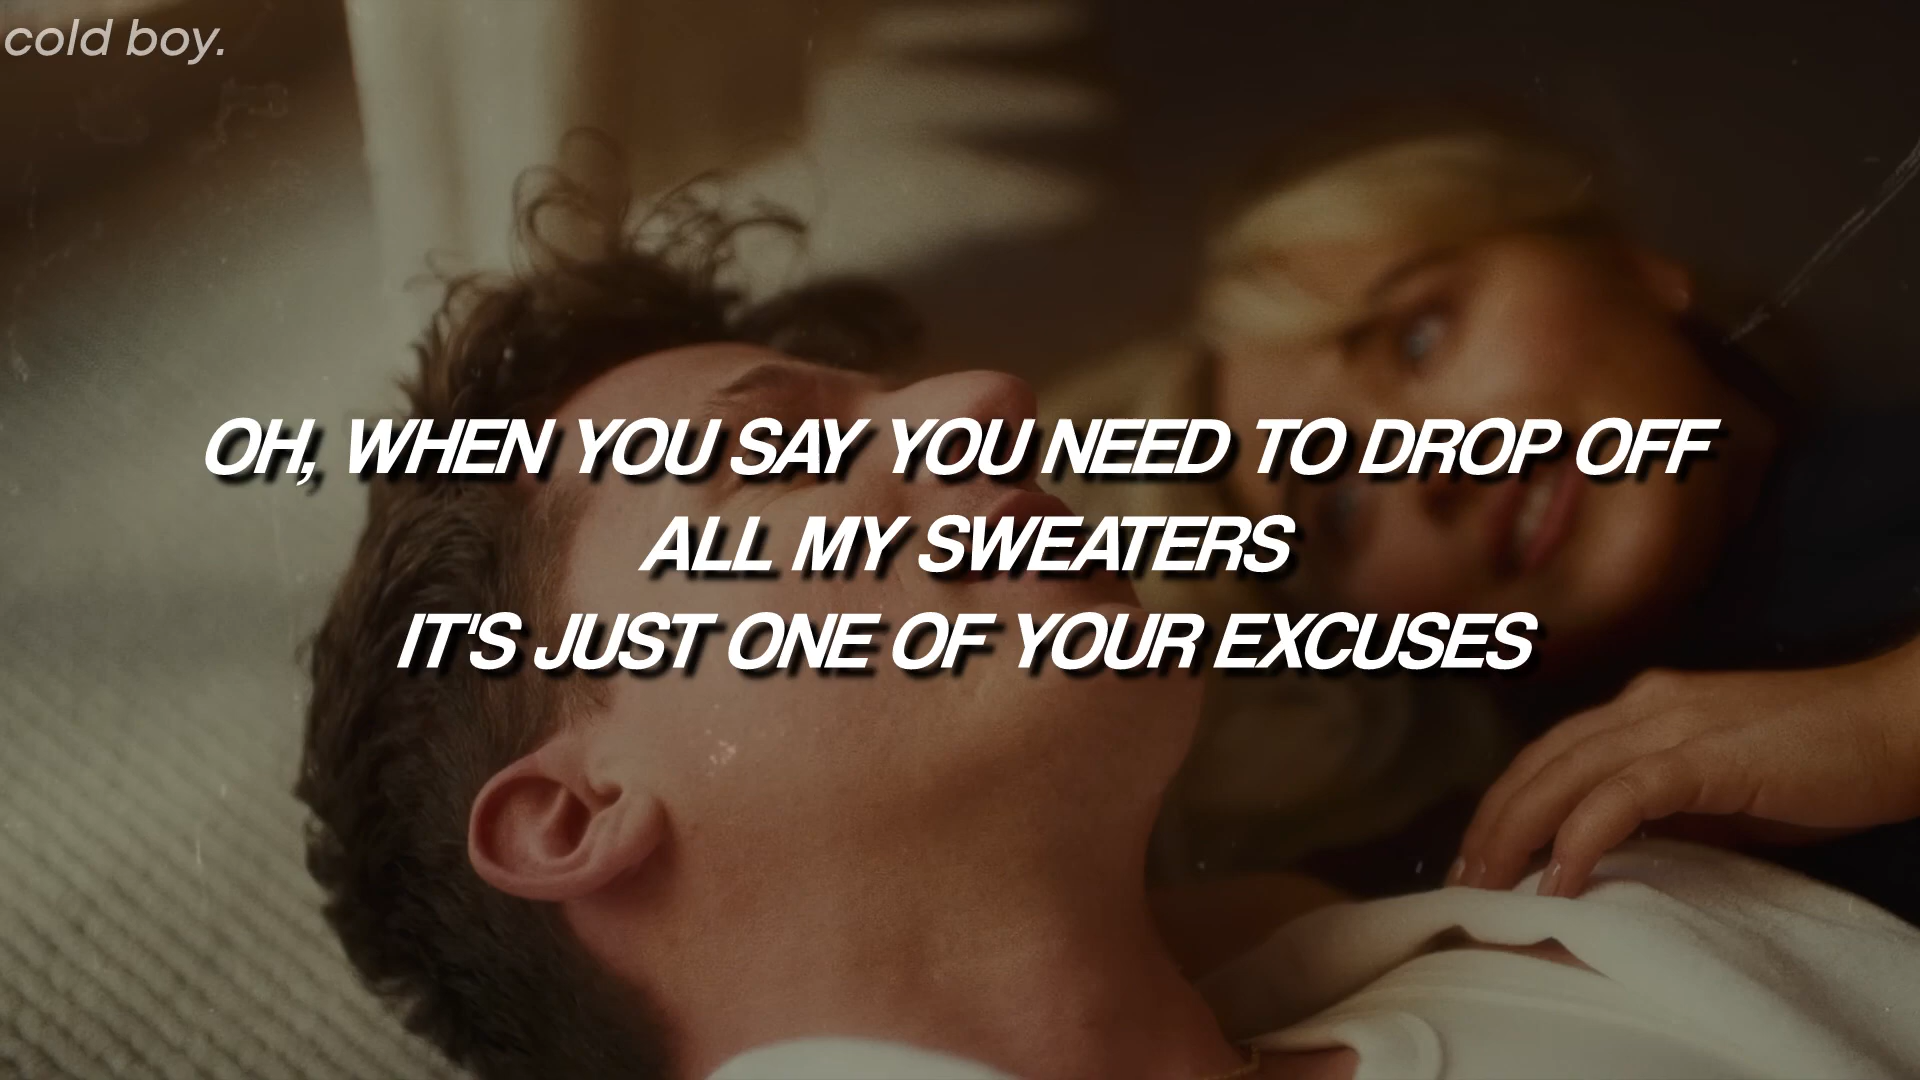 cold boy.
OH, WHEN YOU SAY YOU NEED TO DROP OFF
ALL MY SWEATERS
IT'S JUST ONE OF YOUR EXCUSES